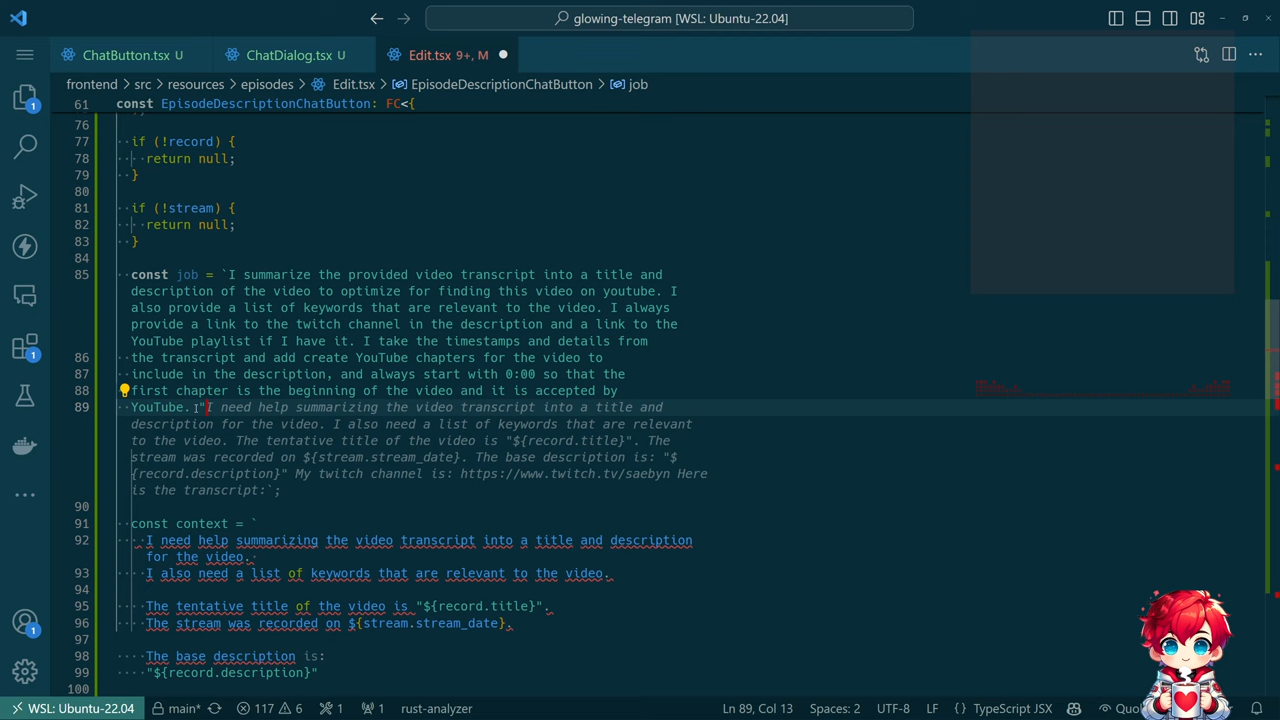 glowing-telegram [WSL: Ubuntu-22.04]
ChatButton.tsx U
ChatDialog.tsx U
Edit.tsx 9+, M
frontend > src > resources > episodes > Edit.tsx > EpisodeDescriptionChatButton > job
61 const EpisodeDescriptionChatButton: FC<{
76
77 if (!record) {
78 return null;
79 }
80
81 if (!stream) {
82 return null;
83 }
84
85 const job = `I summarize the provided video transcript into a title and
description of the video to optimize for finding this video on youtube. I
also provide a list of keywords that are relevant to the video. I always
provide a link to the twitch channel in the description and a link to the
YouTube playlist if I have it. I take the timestamps and details from
86 the transcript and add create YouTube chapters for the video to
87 include in the description, and always start with 0:00 so that the
88 first chapter is the beginning of the video and it is accepted by
89 YouTube. "I need help summarizing the video transcript into a title and
description for the video. I also need a list of keywords that are relevant
to the video. The tentative title of the video is "${record.title}". The
stream was recorded on ${stream.stream_date}. The base description is: "$
{record.description}" My twitch channel is: https://www.twitch.tv/saebyn Here
is the transcript:`;
90
91 const context = `
92 I need help summarizing the video transcript into a title and description
for the video.
93 I also need a list of keywords that are relevant to the video.
94
95 The tentative title of the video is "${record.title}".
96 The stream was recorded on ${stream.stream_date}.
97
98 The base description is:
99 "${record.description}"
100
WSL: Ubuntu-22.04
main*
117
6
1
1
rust-analyzer
Ln 89, Col 13
Spaces: 2
UTF-8
LF
{ } TypeScript JSX